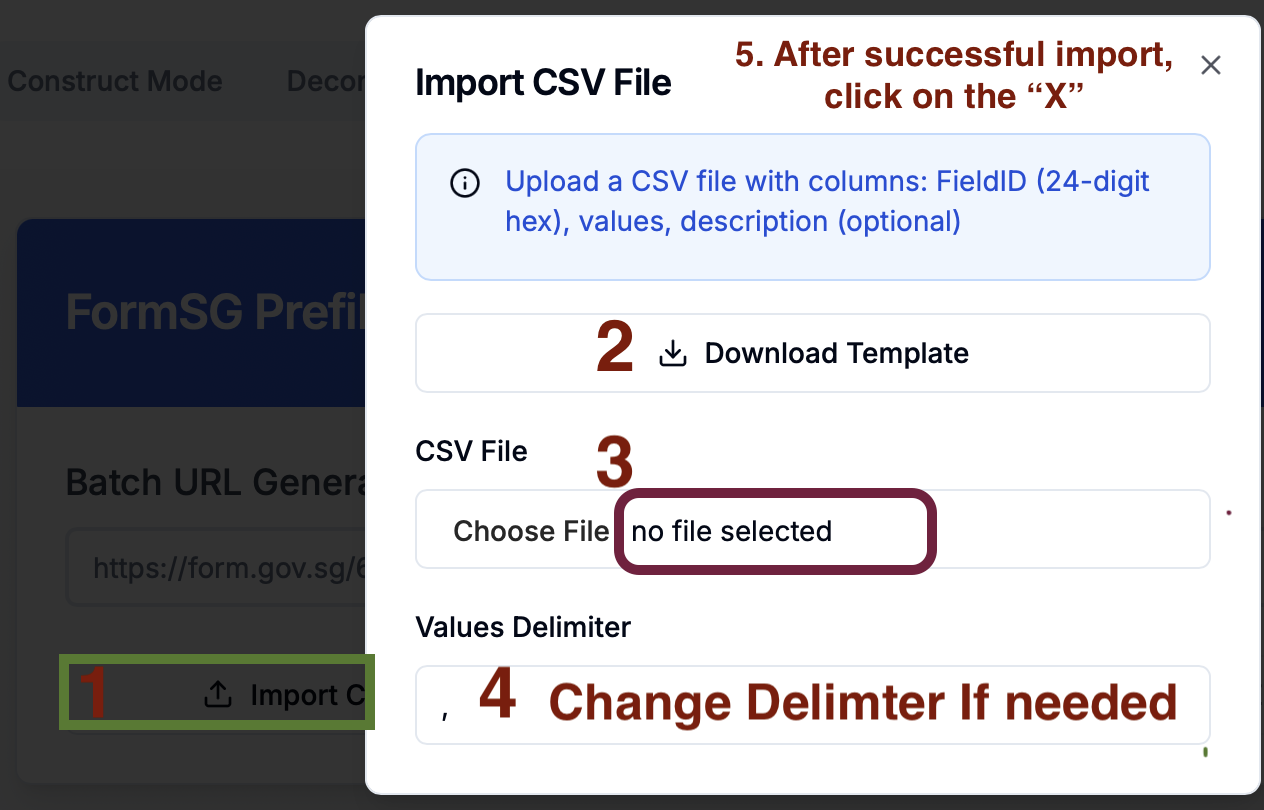 Construct Mode
Decor
5. After successful import,
click on the “X”
Import CSV File
Upload a CSV file with columns: FieldID (24-digit
hex), values, description (optional)
FormSG Prefil
2 Download Template
CSV File
3
Batch URL Genera
Choose File no file selected
https://form.gov.sg/6
Values Delimiter
1 Import C
, 4 Change Delimter If needed